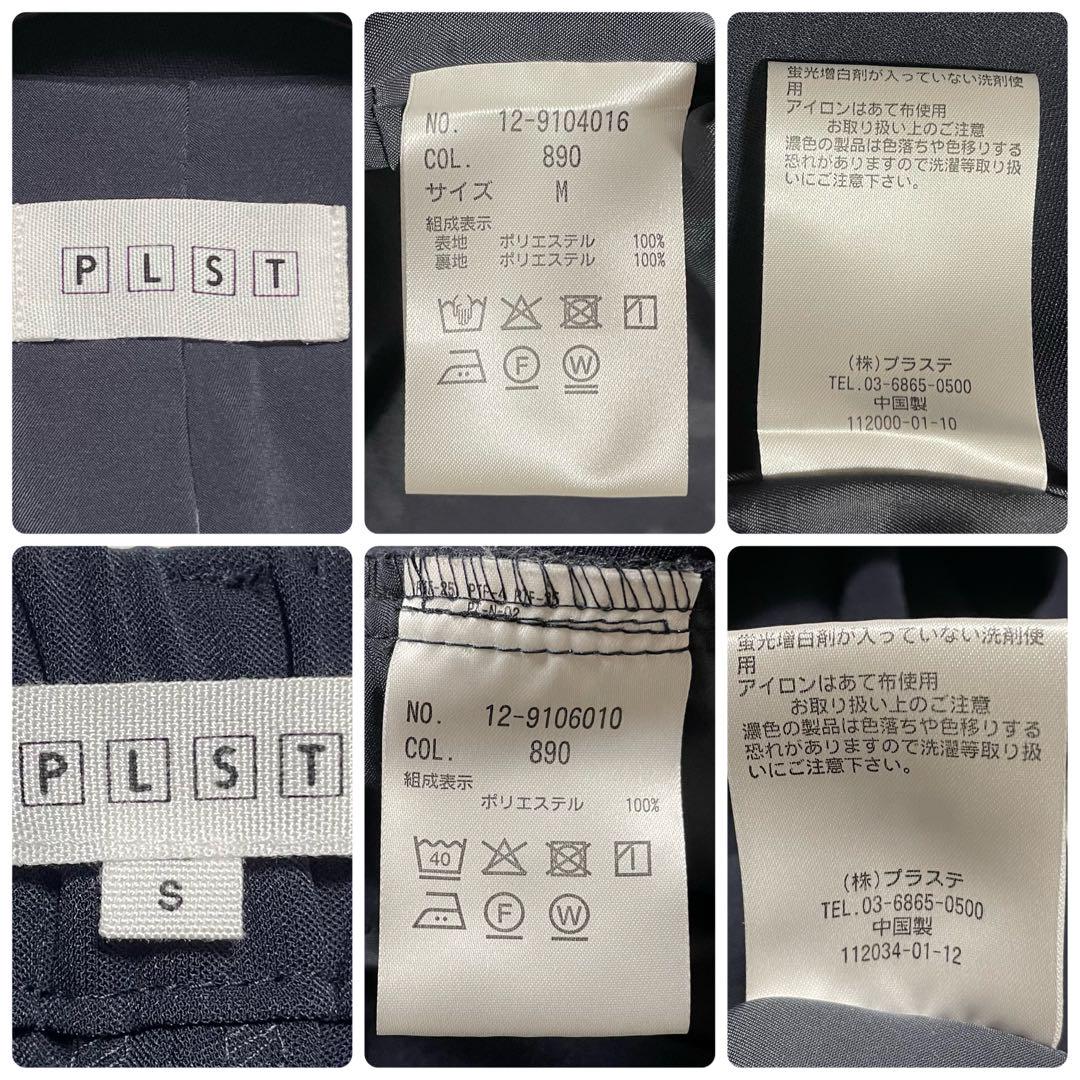 P L S T
NO. 12-9104016
COL. 890
サイズ M
組成表示
表地 ポリエステル 100%
裏地 ポリエステル 100%
F W
蛍光増白剤が入っていない洗剤使
用
アイロンはあて布使用
お取り扱い上のご注意
濃色の製品は色落ちや色移りする
恐れがありますので洗濯等取り扱
いにご注意下さい。
(株)プラステ
TEL.03-6865-0500
中国製
112000-01-10
P L S T
S
PTF-4
NO. 12-9106010
COL. 890
組成表示
ポリエステル 100%
40
F W
蛍光増白剤が入っていない洗剤使
用
アイロンはあて布使用
お取り扱い上のご注意
濃色の製品は色落ちや色移りする
恐れがありますので洗濯等取り扱
いにご注意下さい。
(株)プラステ
TEL.03-6865-0500
中国製
112034-01-12